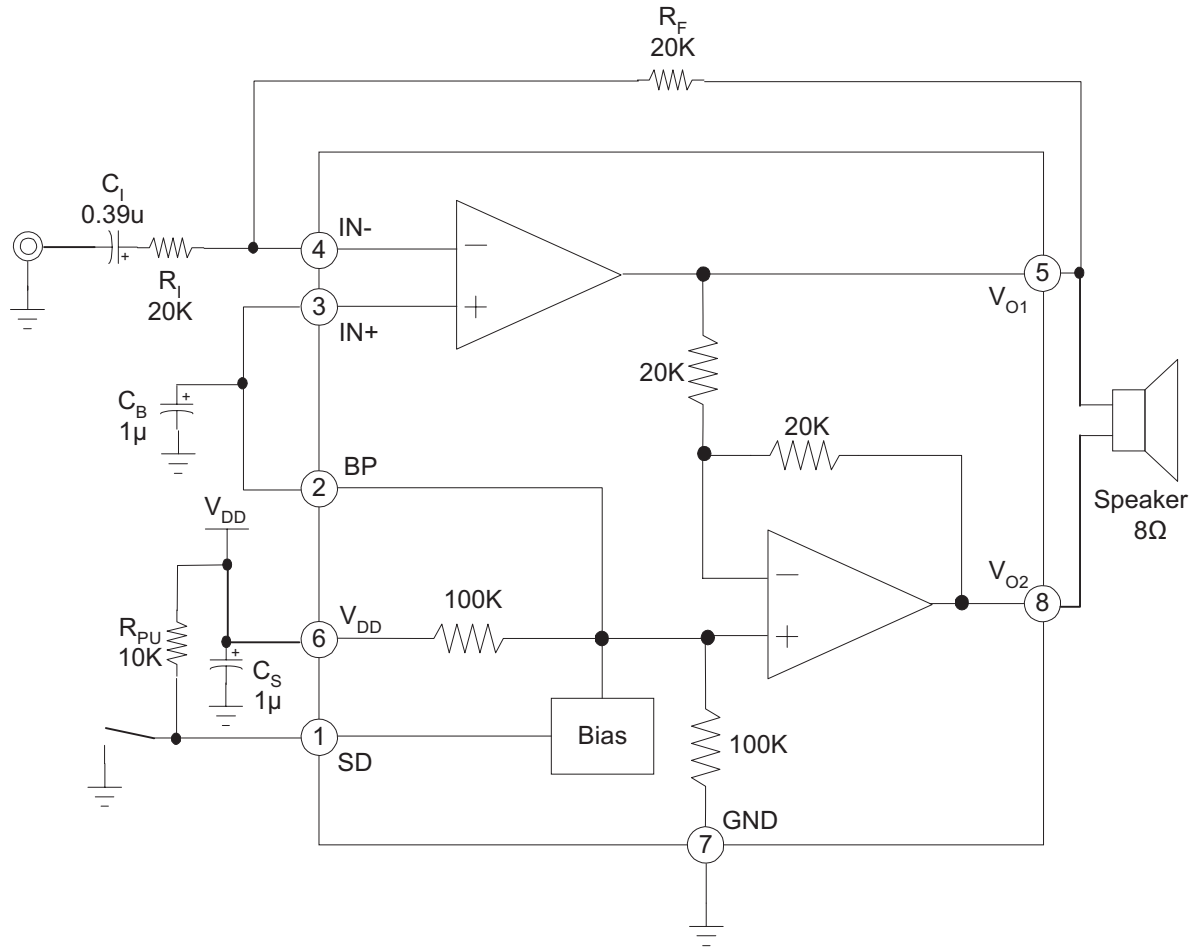 R_F
20K
C_I
0.39u
+
R_I
20K
4
IN-
−
3
IN+
+
5
V_O1
20K
20K
C_B
1μ
+
2
BP
Speaker
8Ω
V_DD
R_PU
10K
6
V_DD
100K
−
+
V_O2
8
C_S
1μ
+
1
SD
Bias
100K
GND
7